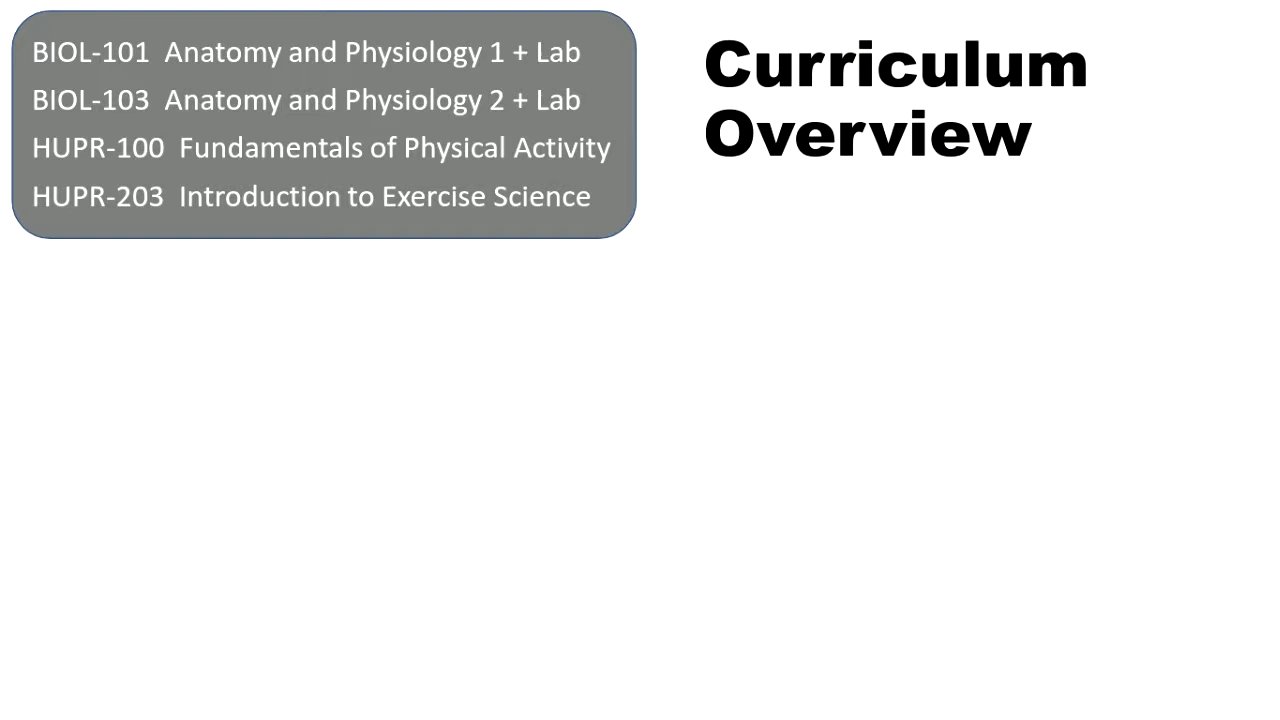 BIOL-101  Anatomy and Physiology 1 + Lab
BIOL-103  Anatomy and Physiology 2 + Lab
HUPR-100  Fundamentals of Physical Activity
HUPR-203  Introduction to Exercise Science
Curriculum
Overview